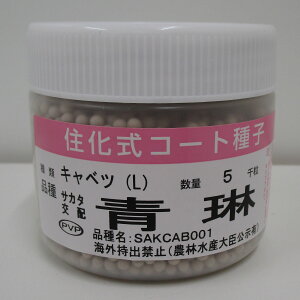 住化式コート種子
種類 キャベツ (L) 数量 5 千粒
品種 サカタ交配 青琳
PVP 品種名:SAKCAB001
海外持出禁止(農林水産大臣公示有)